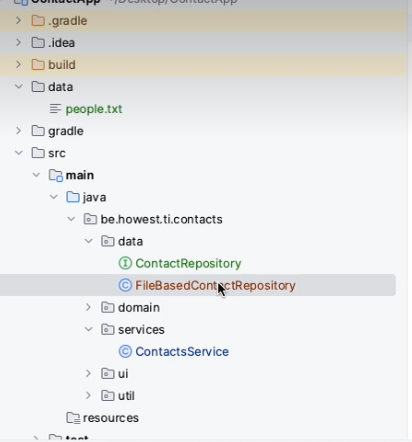 ContactApp ~/Desktop/ContactApp
.gradle
.idea
build
data
people.txt
gradle
src
main
java
be.howest.ti.contacts
data
ContactRepository
FileBasedContactRepository
domain
services
ContactsService
ui
util
resources
test